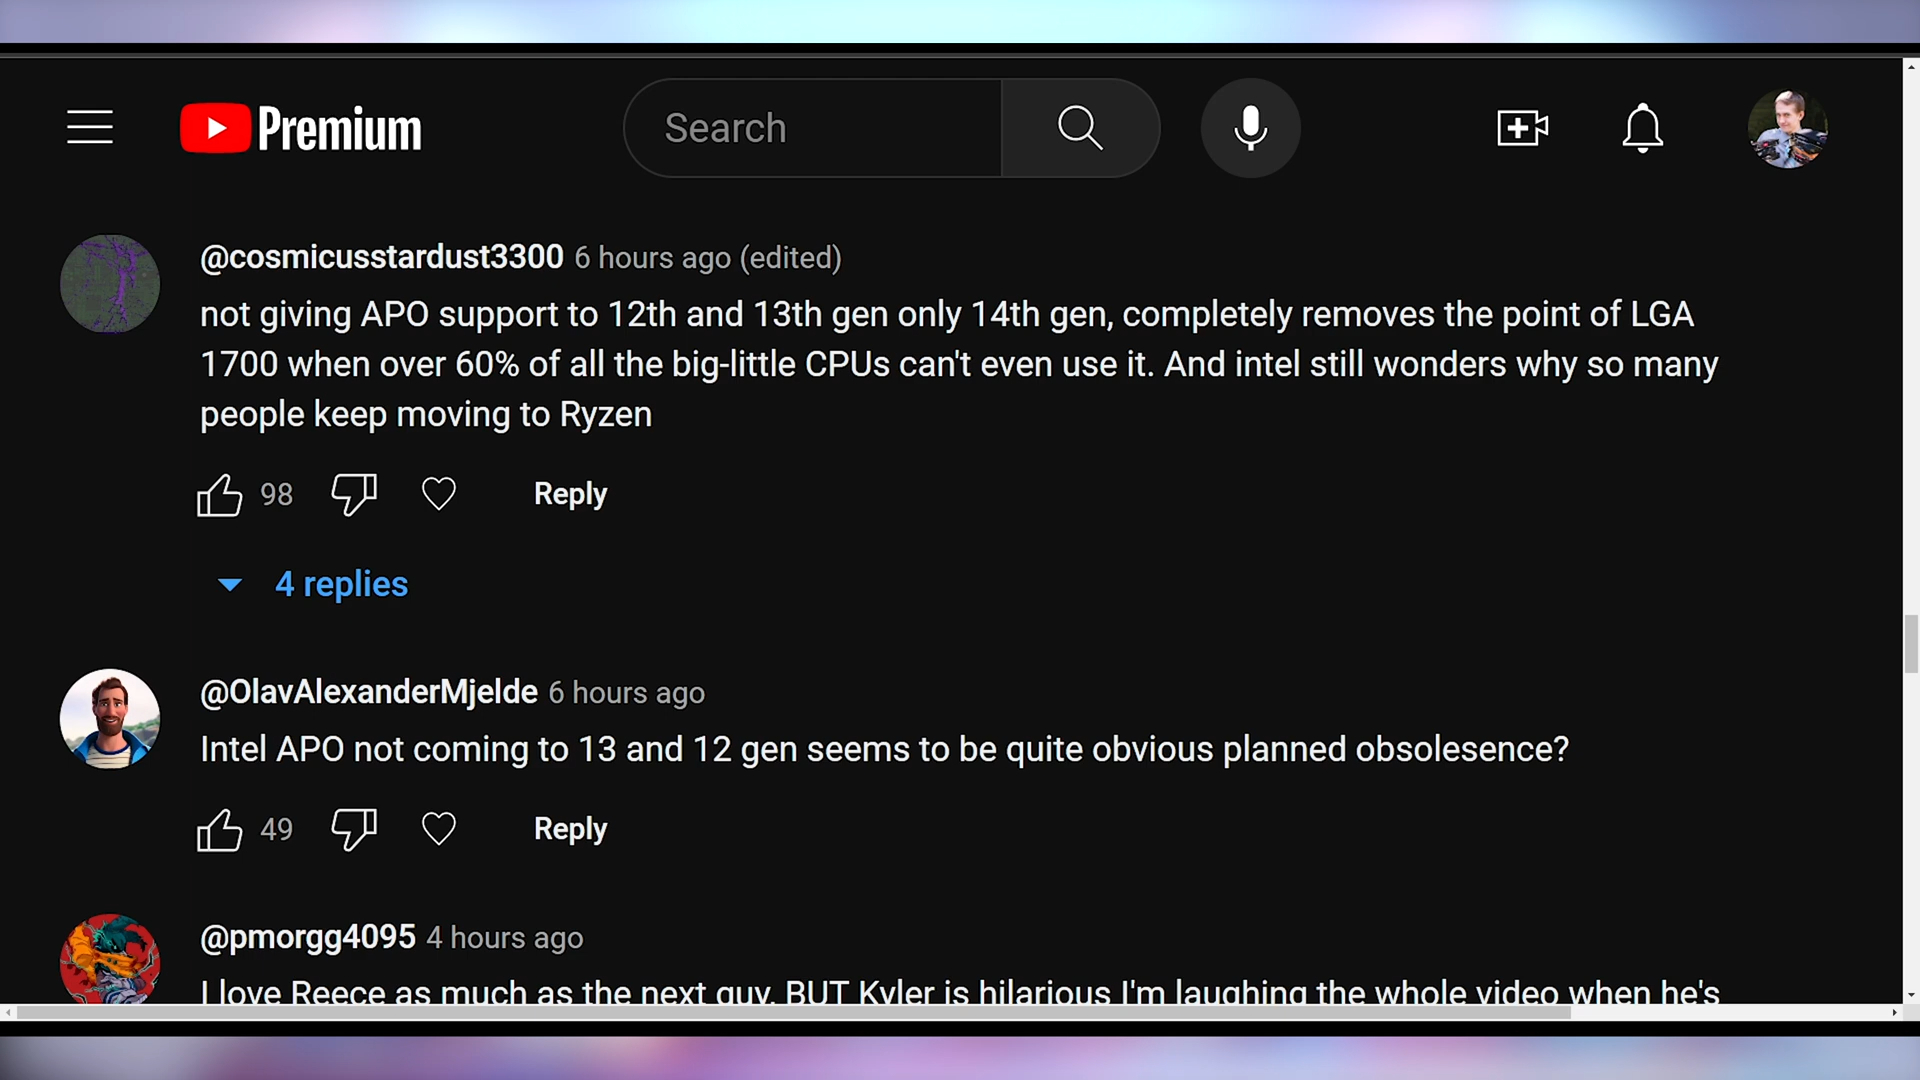 Premium
Search
@cosmicusstardust3300 6 hours ago (edited)
not giving APO support to 12th and 13th gen only 14th gen, completely removes the point of LGA
1700 when over 60% of all the big-little CPUs can't even use it. And intel still wonders why so many
people keep moving to Ryzen
98
Reply
4 replies
@OlavAlexanderMjelde 6 hours ago
Intel APO not coming to 13 and 12 gen seems to be quite obvious planned obsolesence?
49
Reply
@pmorgg4095 4 hours ago
I love Reece as much as the next guy, BUT Kyler is hilarious I'm laughing the whole video when he's